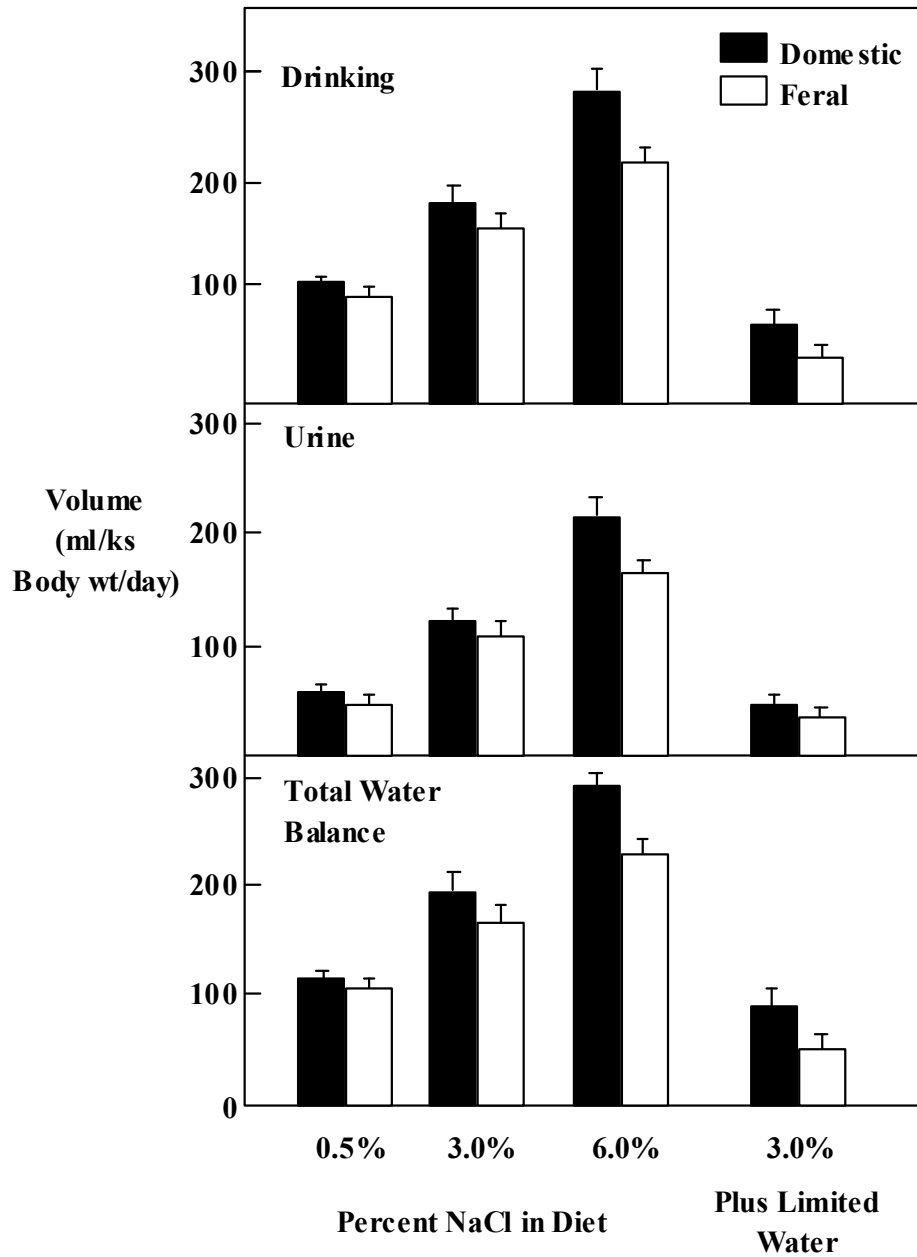 300
Drinking
Domestic
Feral
200
100
300
Urine
Volume
(ml/ks
Body wt/day)
200
100
300
Total Water
Balance
200
100
0
0.5%
3.0%
6.0%
3.0%
Percent NaCl in Diet
Plus Limited
Water